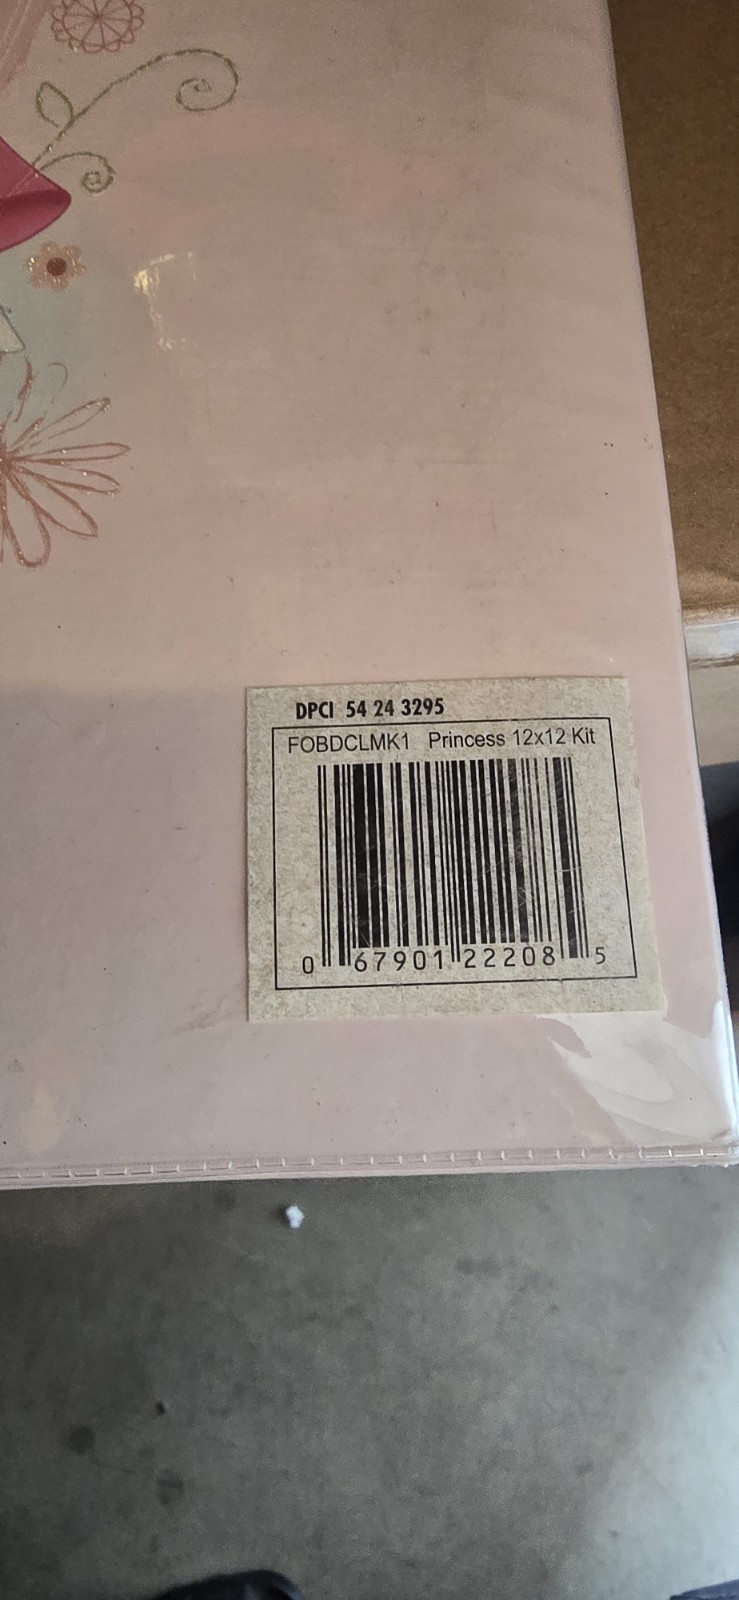 DPCI 54 24 3295
FOBDCLMK1 Princess 12x12 Kit
0 67901 22208 5